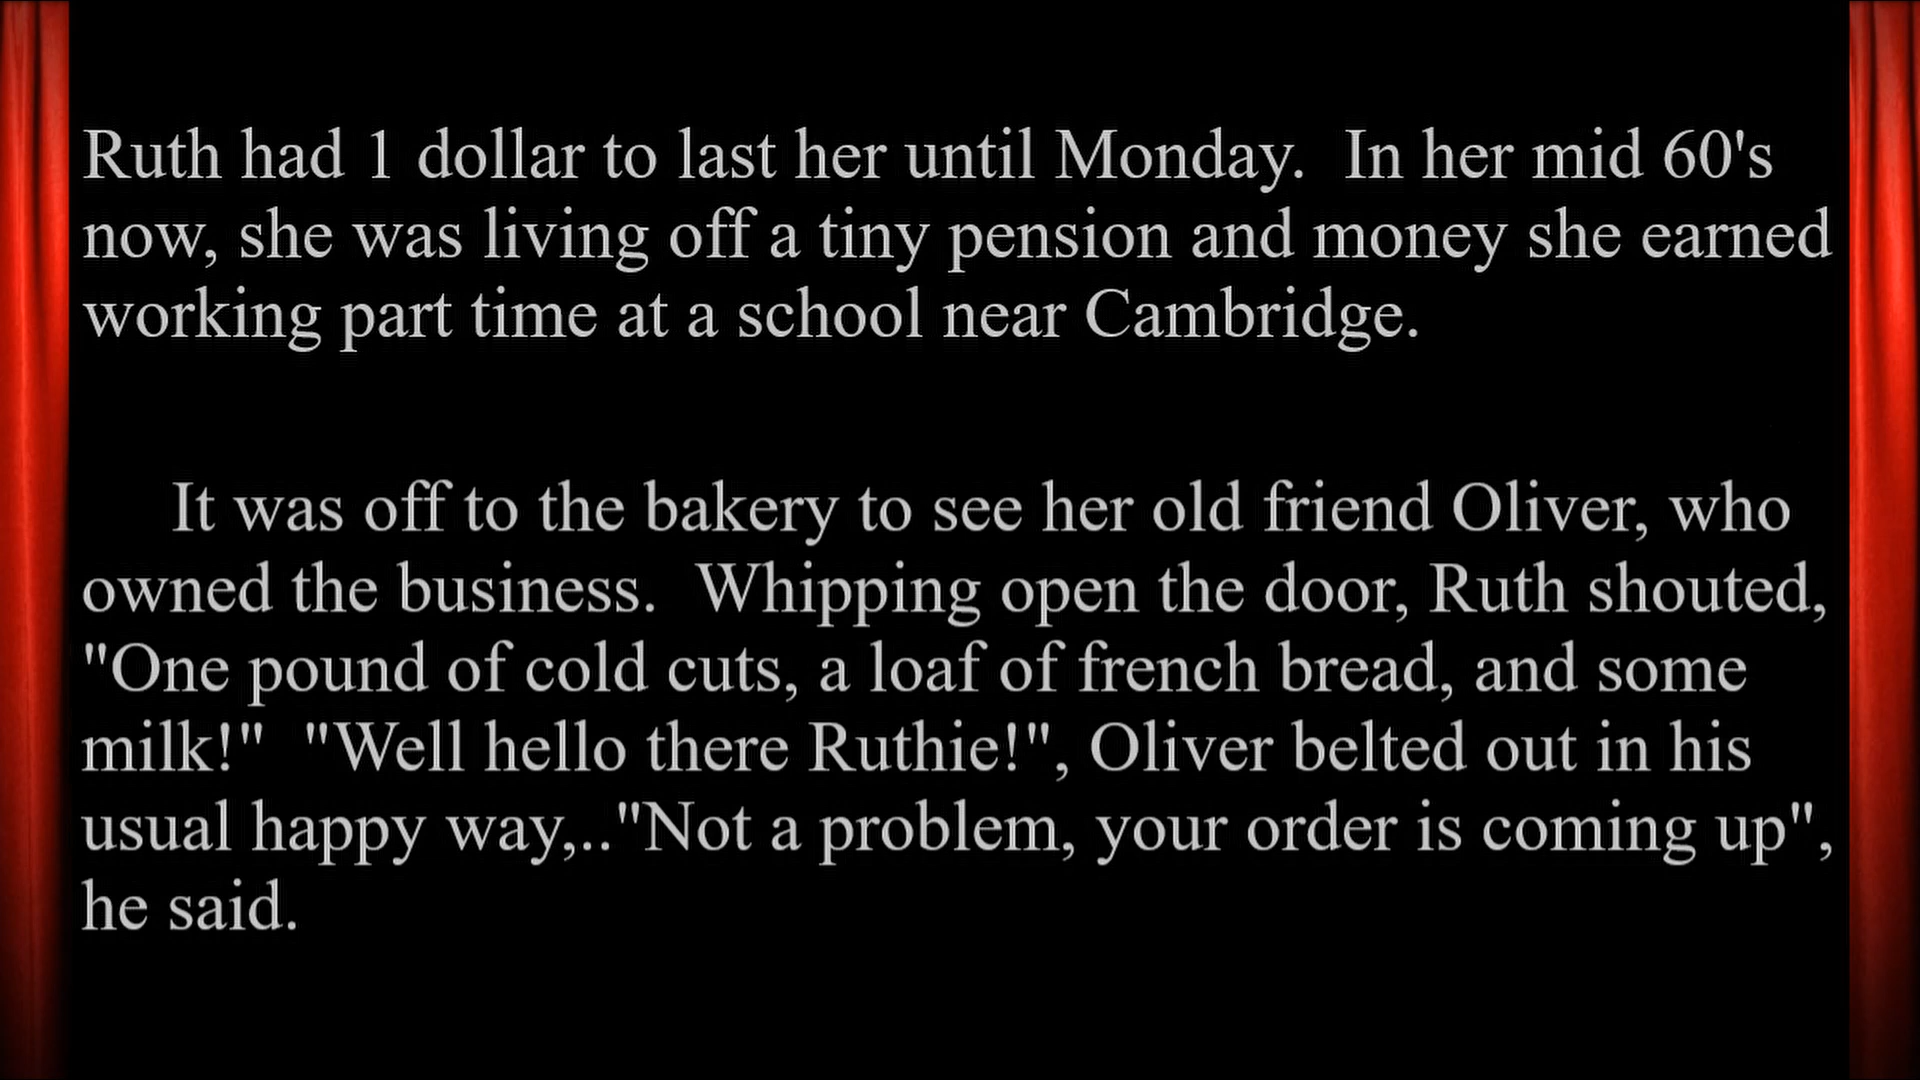 Ruth had 1 dollar to last her until Monday.  In her mid 60's
now, she was living off a tiny pension and money she earned
working part time at a school near Cambridge.
It was off to the bakery to see her old friend Oliver, who
owned the business.  Whipping open the door, Ruth shouted,
"One pound of cold cuts, a loaf of french bread, and some
milk!"  "Well hello there Ruthie!", Oliver belted out in his
usual happy way,.."Not a problem, your order is coming up",
he said.